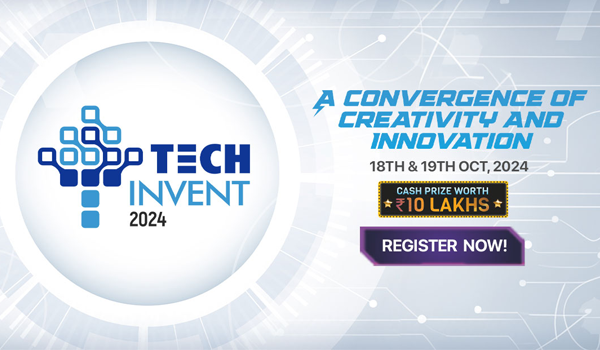 TECH
INVENT
2024
A CONVERGENCE OF
CREATIVITY AND
INNOVATION
18TH & 19TH OCT, 2024
CASH PRIZE WORTH
₹10 LAKHS
REGISTER NOW!